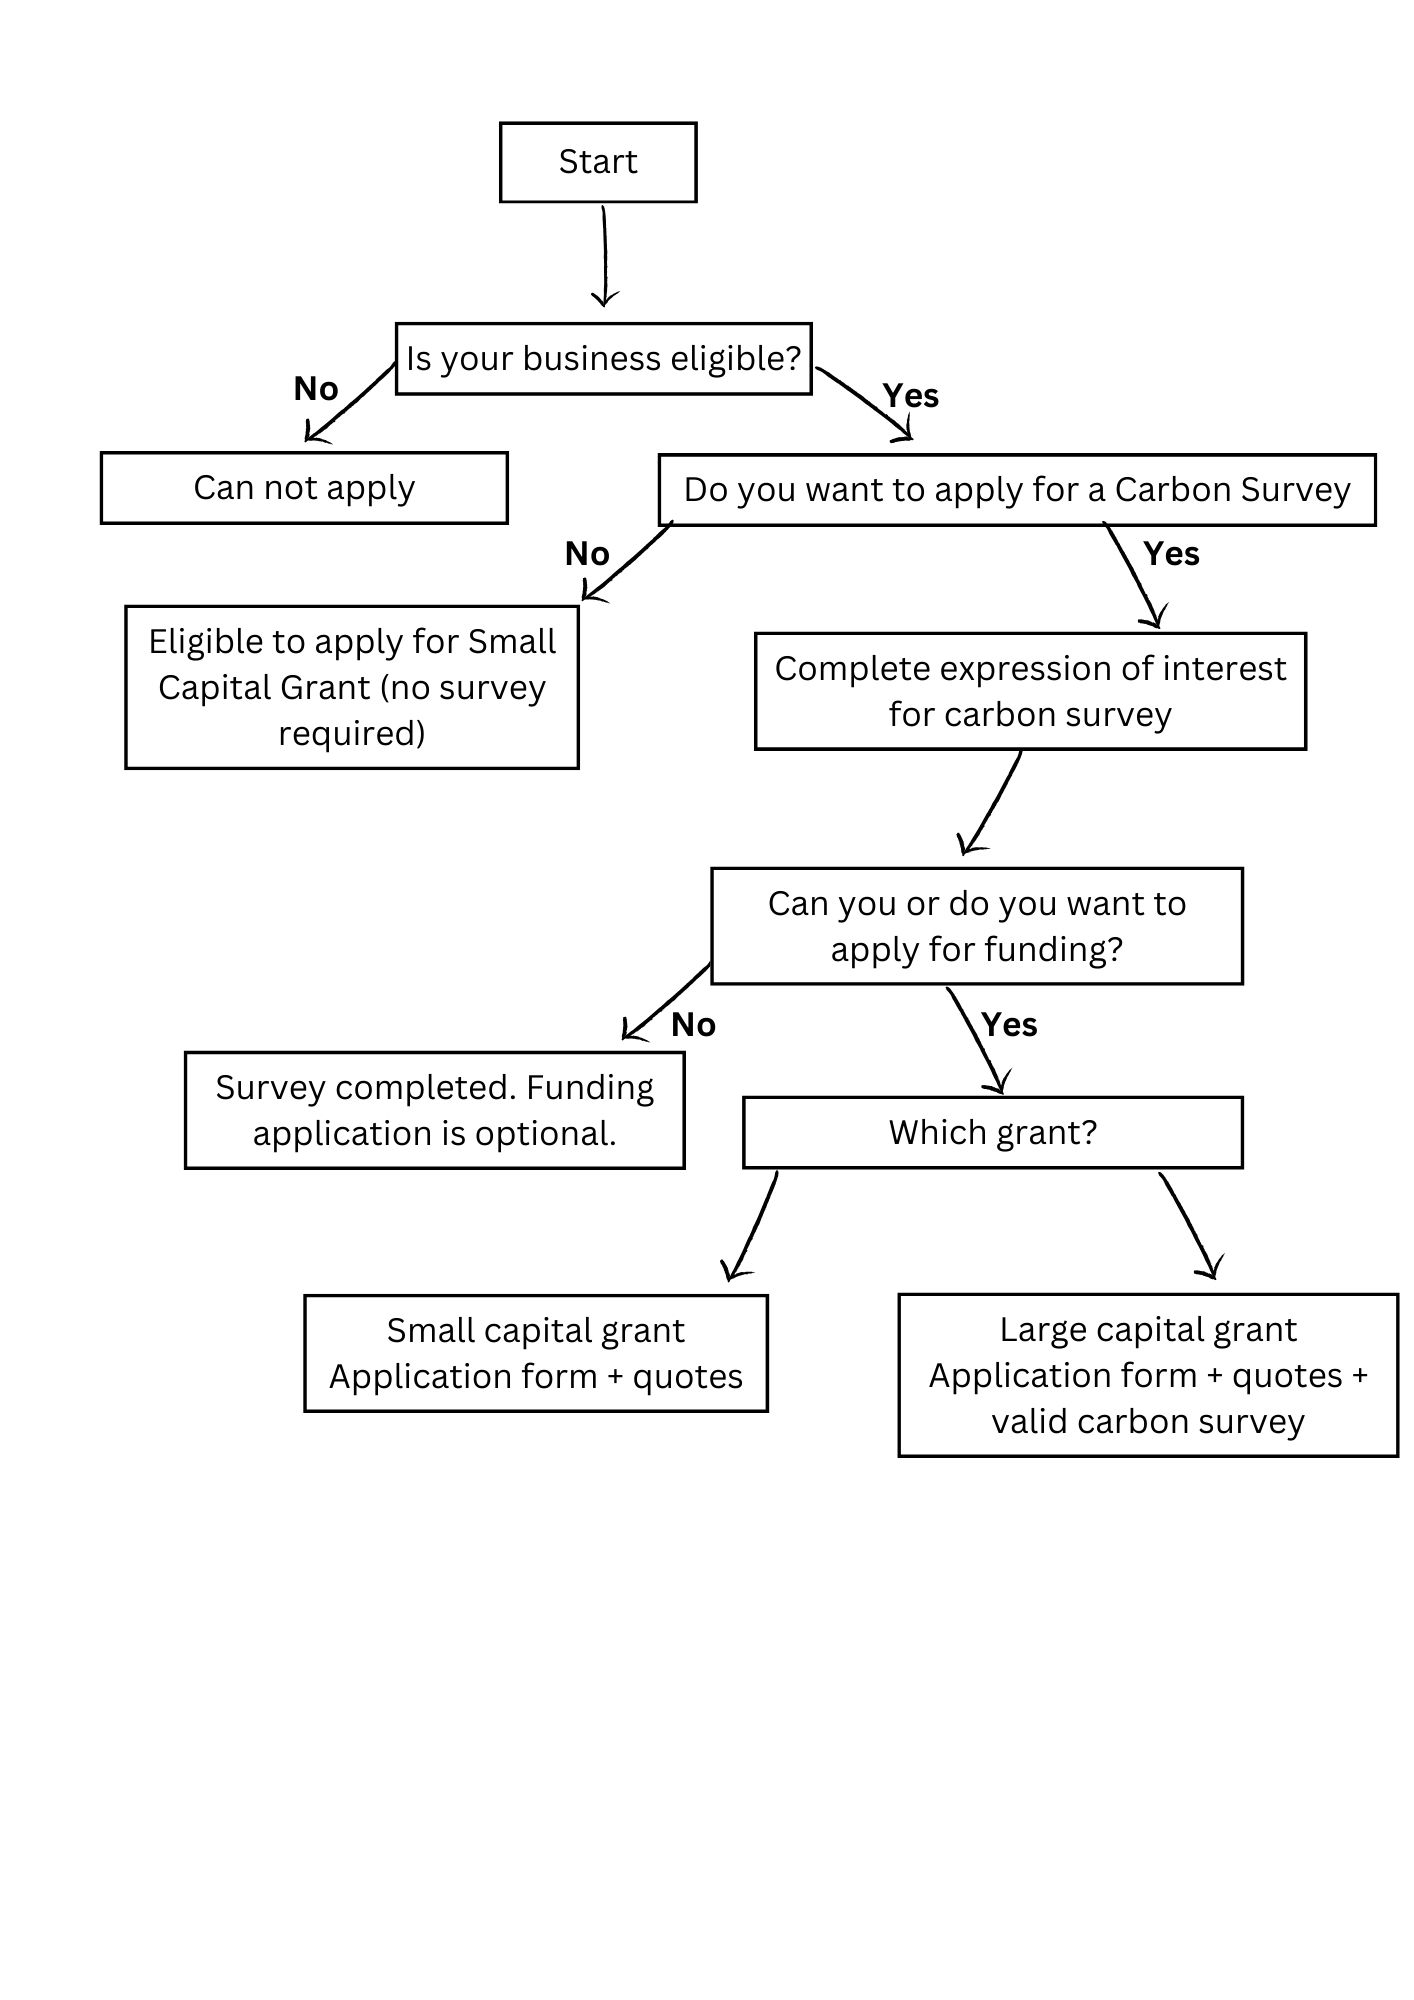 Start
Is your business eligible?
No
Yes
Can not apply
Do you want to apply for a Carbon Survey
No
Yes
Eligible to apply for Small
Capital Grant (no survey
required)
Complete expression of interest
for carbon survey
Can you or do you want to
apply for funding?
No
Yes
Survey completed. Funding
application is optional.
Which grant?
Small capital grant
Application form + quotes
Large capital grant
Application form + quotes +
valid carbon survey